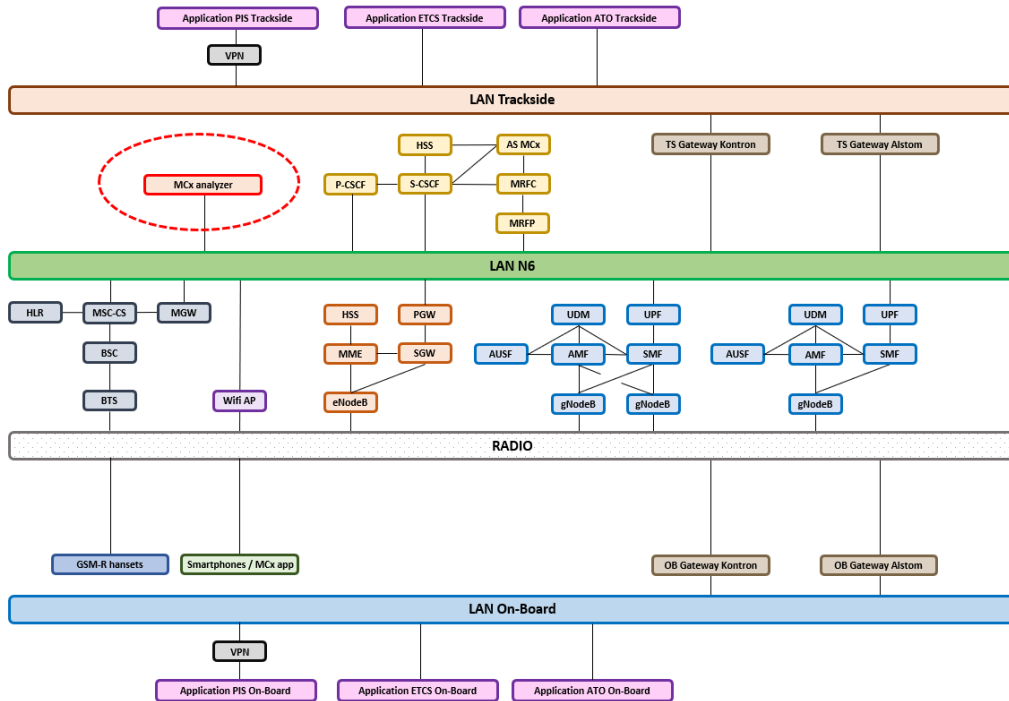 Application PIS Trackside
Application ETCS Trackside
Application ATO Trackside
VPN
LAN Trackside
HSS
AS MCx
TS Gateway Kontron
TS Gateway Alstom
MCx analyzer
P-CSCF
S-CSCF
MRFC
MRFP
LAN N6
HLR
MSC-CS
MGW
HSS
PGW
UDM
UPF
UDM
UPF
BSC
MME
SGW
AUSF
AMF
SMF
AUSF
AMF
SMF
BTS
Wifi AP
eNodeB
gNodeB
gNodeB
gNodeB
RADIO
GSM-R hansets
Smartphones / MCx app
OB Gateway Kontron
OB Gateway Alstom
LAN On-Board
VPN
Application PIS On-Board
Application ETCS On-Board
Application ATO On-Board